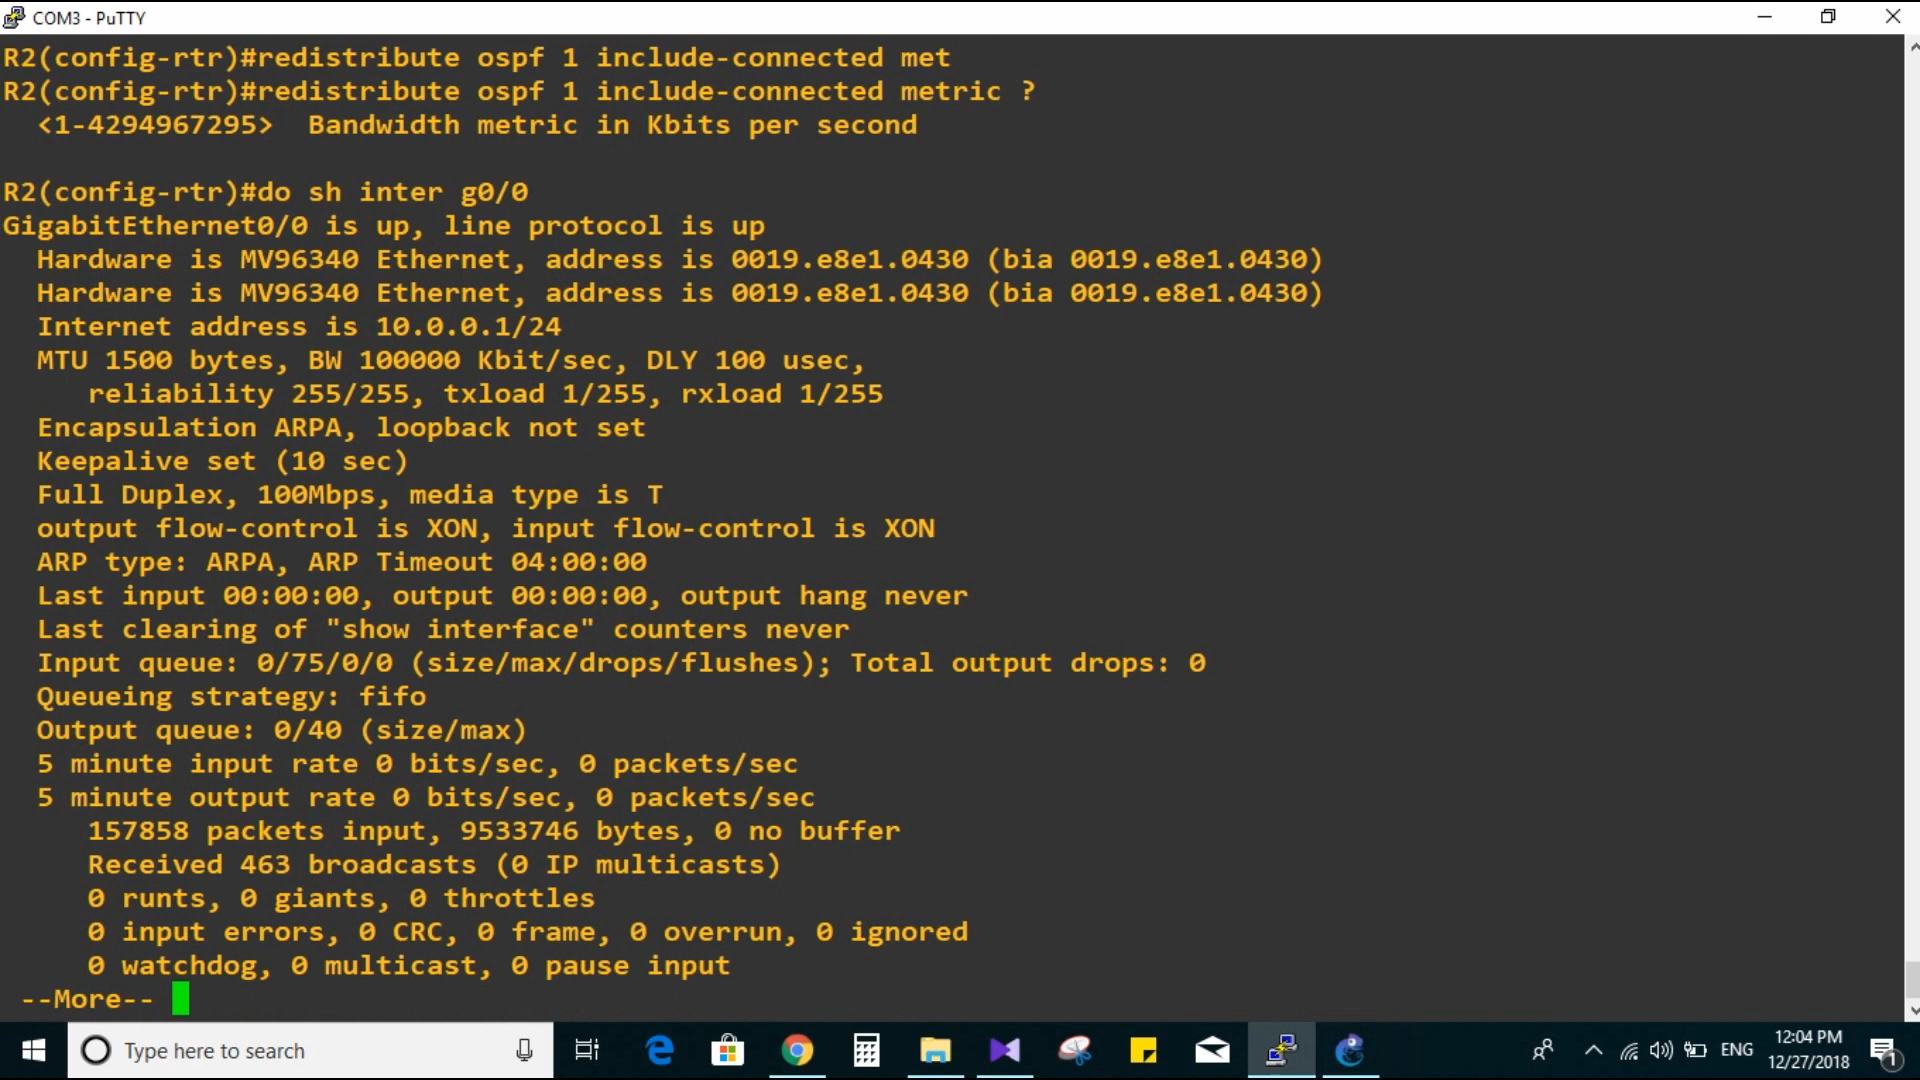 COM3 - PuTTY
R2(config-rtr)#redistribute ospf 1 include-connected met
R2(config-rtr)#redistribute ospf 1 include-connected metric ?
<1-4294967295>  Bandwidth metric in Kbits per second
R2(config-rtr)#do sh inter g0/0
GigabitEthernet0/0 is up, line protocol is up
Hardware is MV96340 Ethernet, address is 0019.e8e1.0430 (bia 0019.e8e1.0430)
Hardware is MV96340 Ethernet, address is 0019.e8e1.0430 (bia 0019.e8e1.0430)
Internet address is 10.0.0.1/24
MTU 1500 bytes, BW 100000 Kbit/sec, DLY 100 usec,
reliability 255/255, txload 1/255, rxload 1/255
Encapsulation ARPA, loopback not set
Keepalive set (10 sec)
Full Duplex, 100Mbps, media type is T
output flow-control is XON, input flow-control is XON
ARP type: ARPA, ARP Timeout 04:00:00
Last input 00:00:00, output 00:00:00, output hang never
Last clearing of "show interface" counters never
Input queue: 0/75/0/0 (size/max/drops/flushes); Total output drops: 0
Queueing strategy: fifo
Output queue: 0/40 (size/max)
5 minute input rate 0 bits/sec, 0 packets/sec
5 minute output rate 0 bits/sec, 0 packets/sec
157858 packets input, 9533746 bytes, 0 no buffer
Received 463 broadcasts (0 IP multicasts)
0 runts, 0 giants, 0 throttles
0 input errors, 0 CRC, 0 frame, 0 overrun, 0 ignored
0 watchdog, 0 multicast, 0 pause input
--More--
Type here to search
ENG
12:04 PM
12/27/2018
1